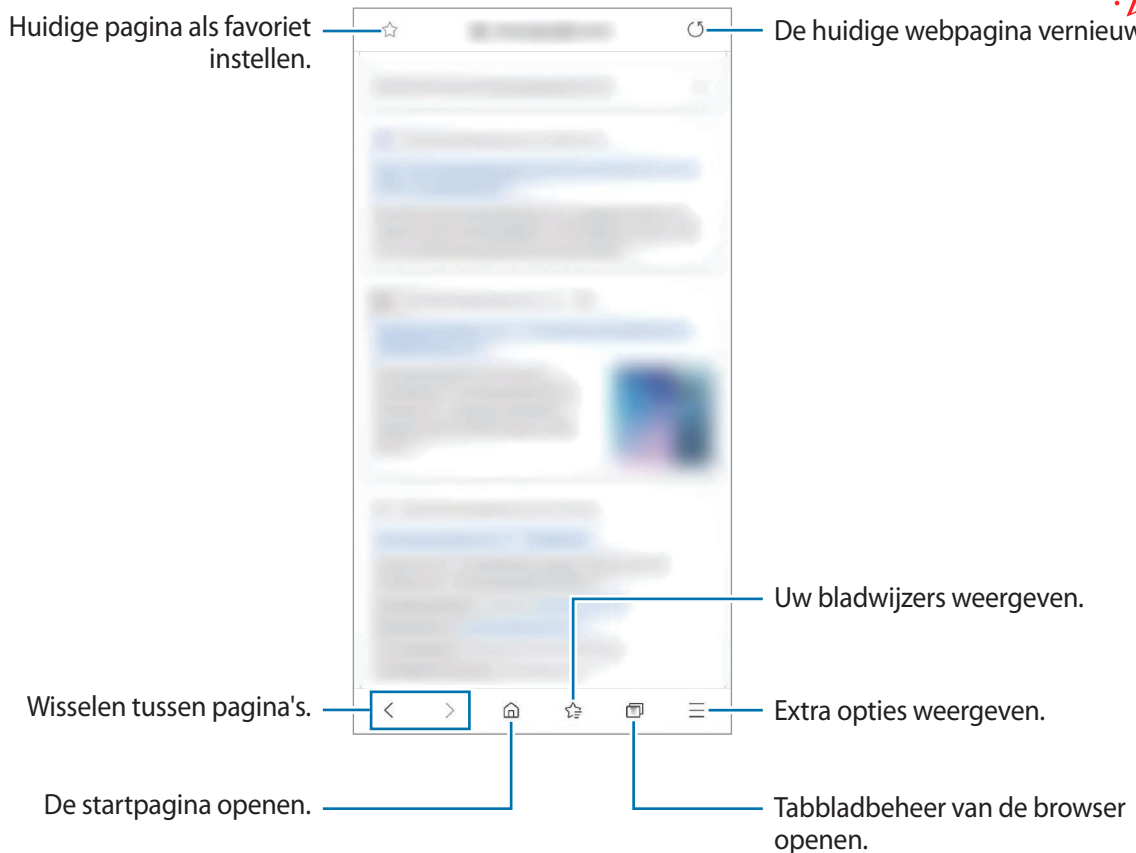 Huidige pagina als favoriet
instellen.
De huidige webpagina
Uw bladwijzers weergeven.
Wisselen tussen pagina's.
Extra opties weergeven.
De startpagina openen.
Tabbladbeheer van de browser
openen.